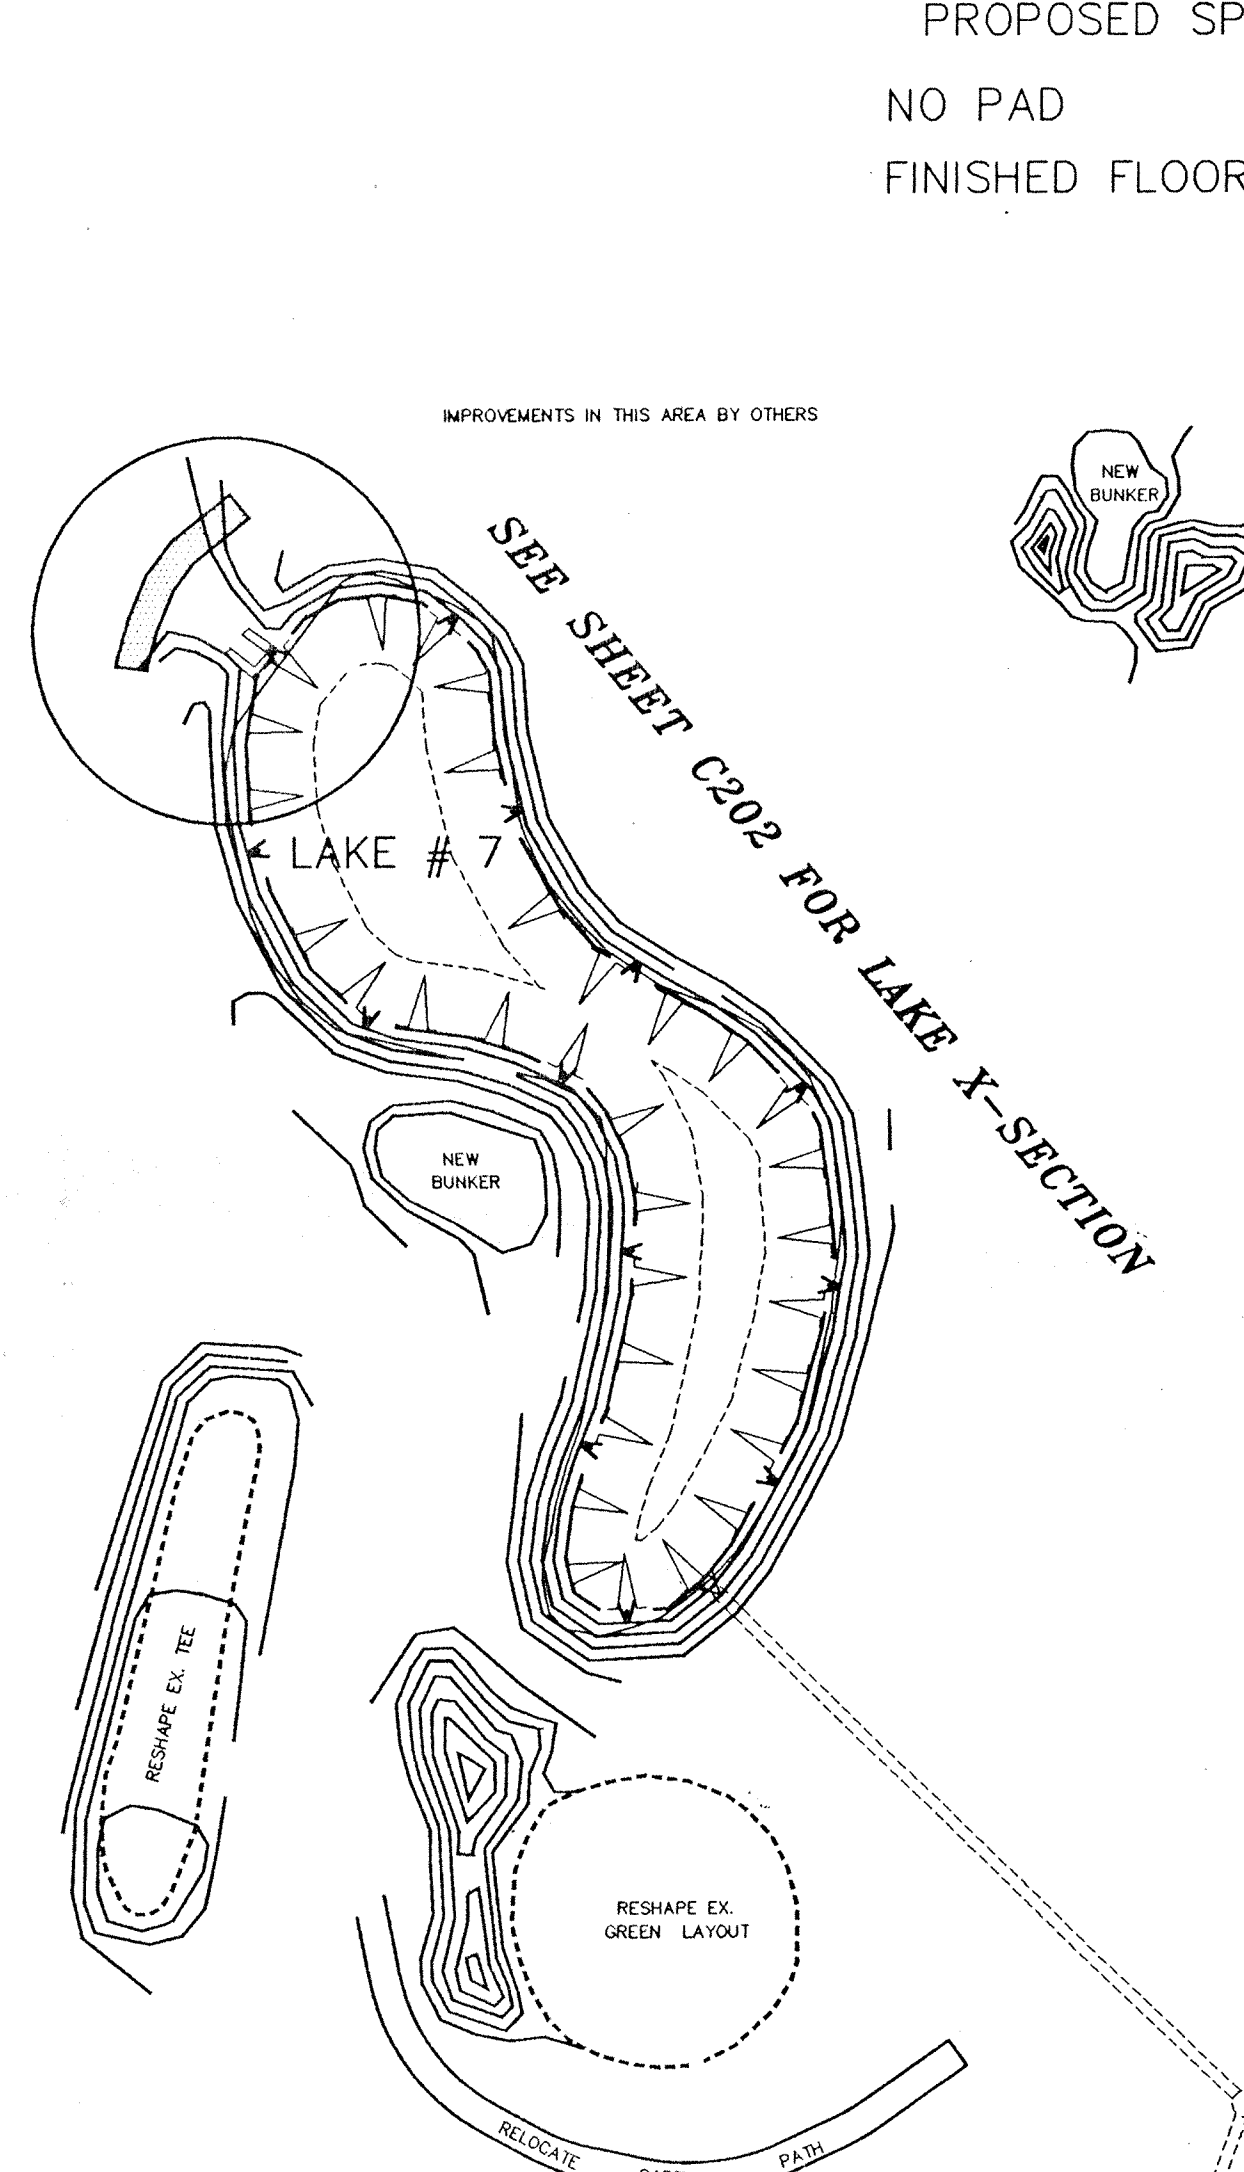 PROPOSED SP
NO PAD
FINISHED FLOOR
IMPROVEMENTS IN THIS AREA BY OTHERS
NEW
BUNKER
SEE SHEET C202 FOR LAKE X-SECTION
LAKE # 7
NEW
BUNKER
RESHAPE EX. TEE
RESHAPE EX.
GREEN LAYOUT
RELOCATE
PATH